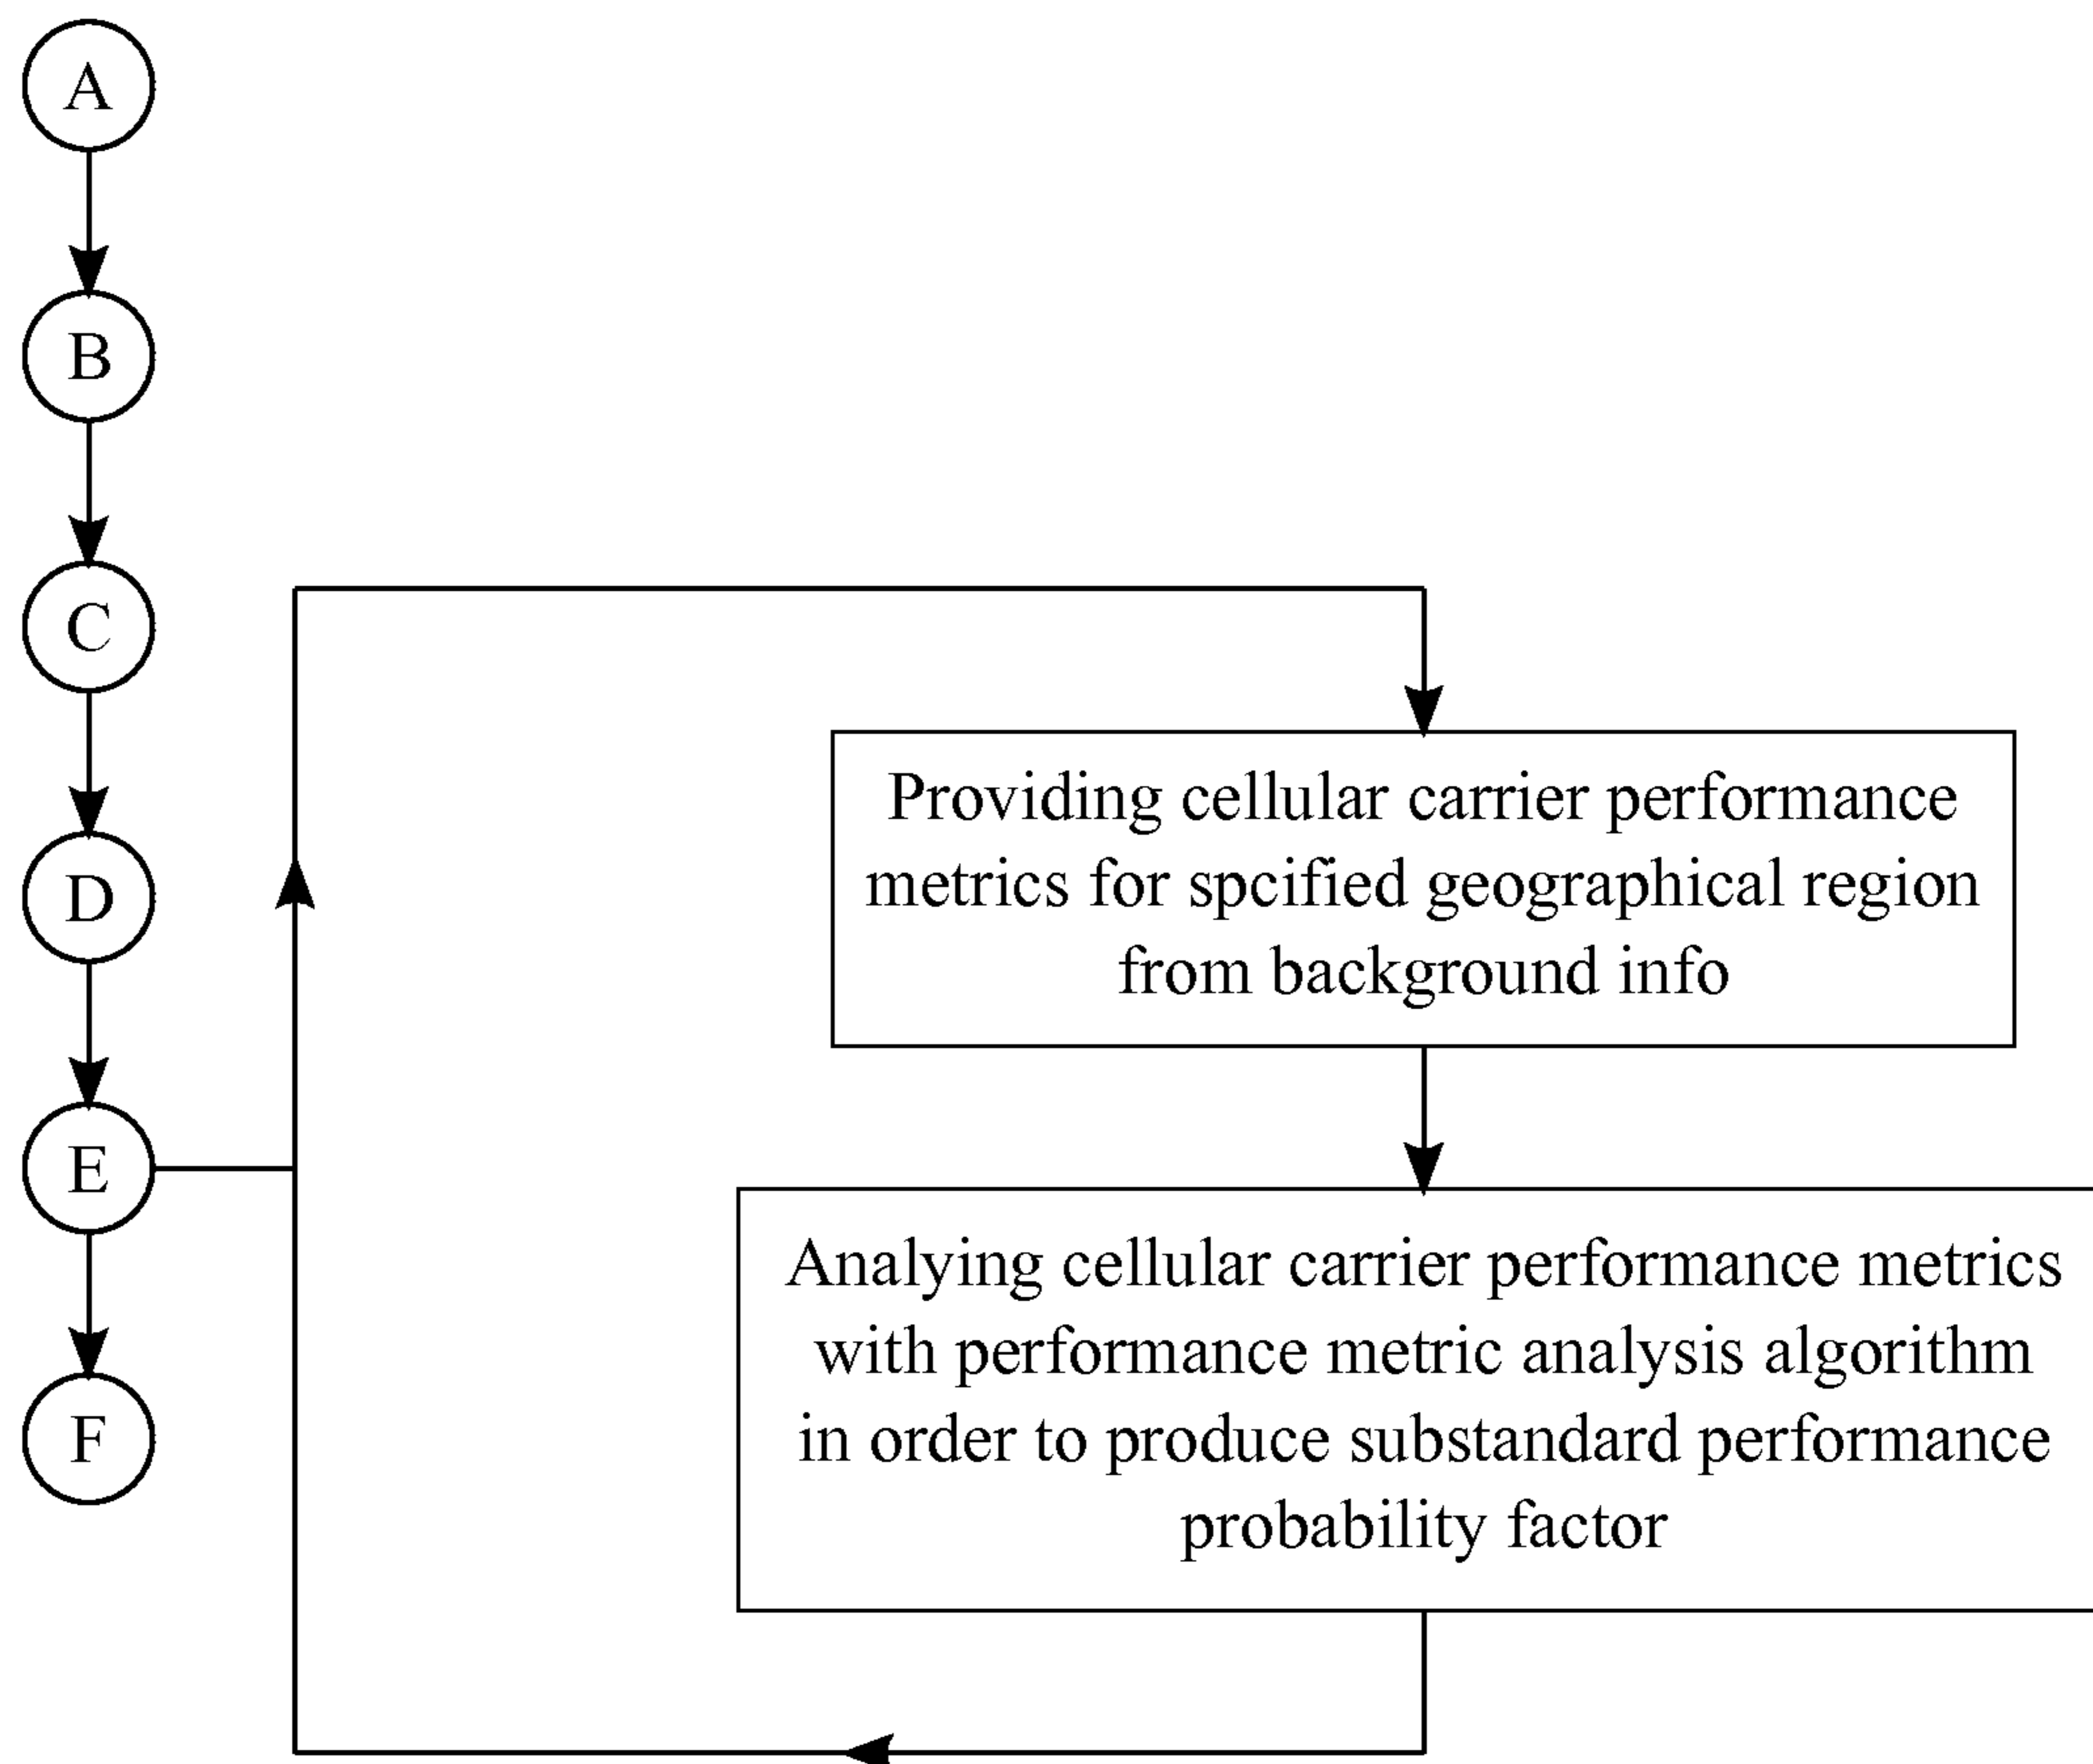 A
B
C
D
E
F
Providing cellular carrier performance
metrics for spcified geographical region
from background info
Analying cellular carrier performance metrics
with performance metric analysis algorithm
in order to produce substandard performance
probability factor